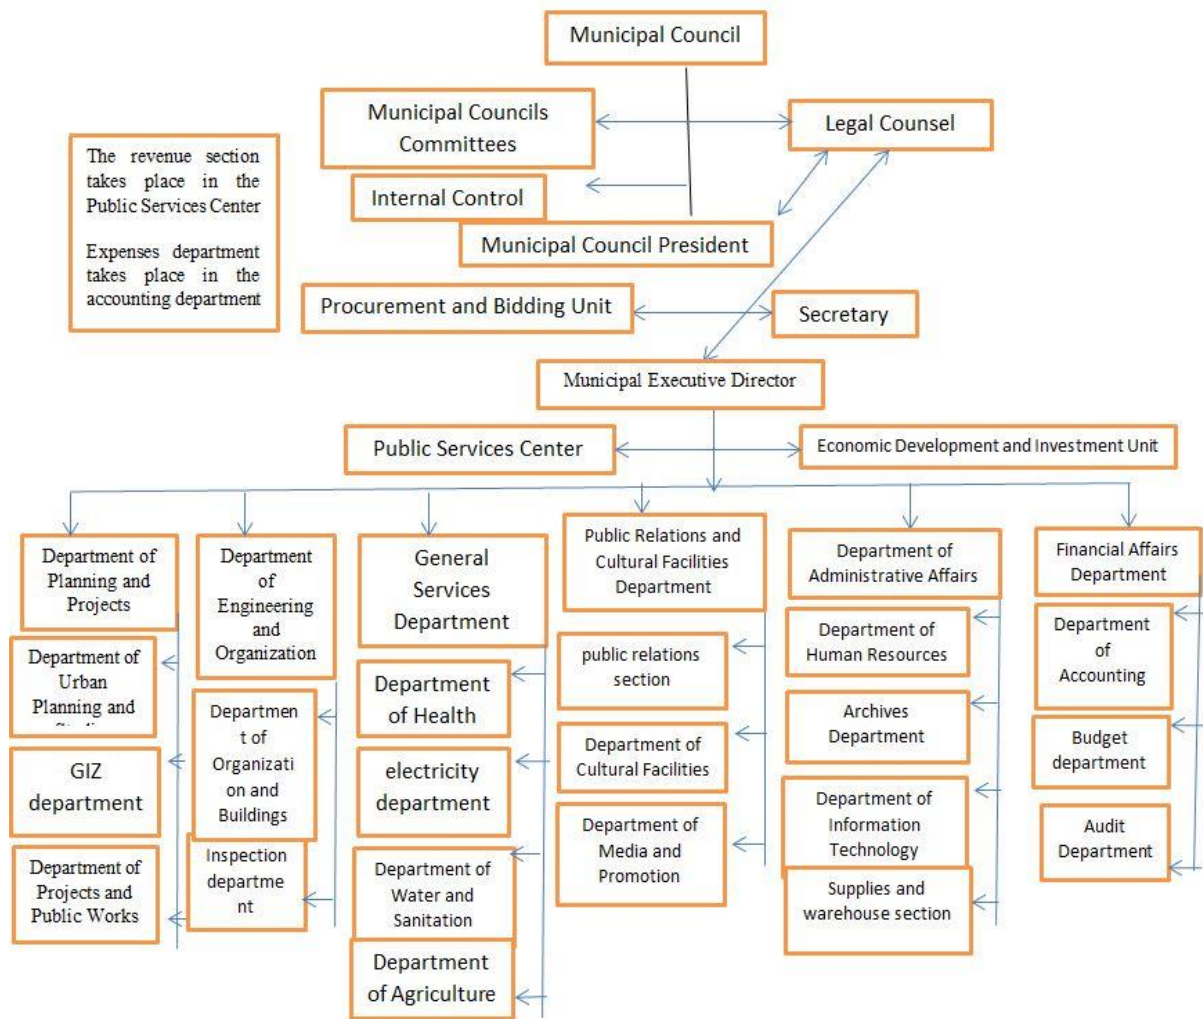 Municipal Council
Municipal Councils
Committees
Legal Counsel
The revenue section
takes place in the
Public Services Center
Expenses department
takes place in the
accounting department
Internal Control
Municipal Council President
Procurement and Bidding Unit
Secretary
Municipal Executive Director
Public Services Center
Economic Development and Investment Unit
Department of
Planning and
Projects
Department of
Urban
Planning and
GIZ
department
Department of
Projects and
Public Works
Department
of
Engineering
and
Organization
Departmen
t of
Organizati
on and
Buildings
Inspection
departme
nt
General
Services
Department
Department
of Health
electricity
department
Department of
Water and
Sanitation
Department
of Agriculture
Public Relations and
Cultural Facilities
Department
public relations
section
Department of
Cultural Facilities
Department of
Media and
Promotion
Department of
Administrative Affairs
Department of
Human Resources
Archives
Department
Department of
Information
Technology
Supplies and
warehouse section
Financial Affairs
Department
Department
of
Accounting
Budget
department
Audit
Department